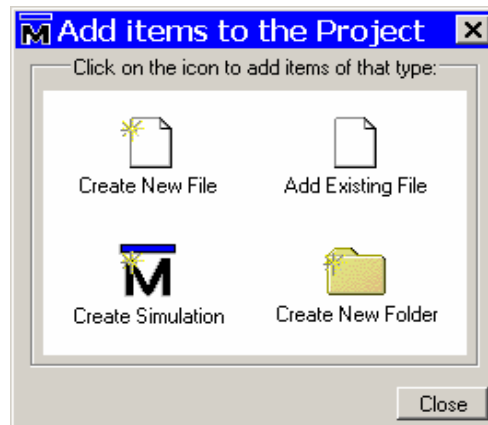 M Add items to the Project
Click on the icon to add items of that type:
Create New File
Add Existing File
M
Create Simulation
Create New Folder
Close